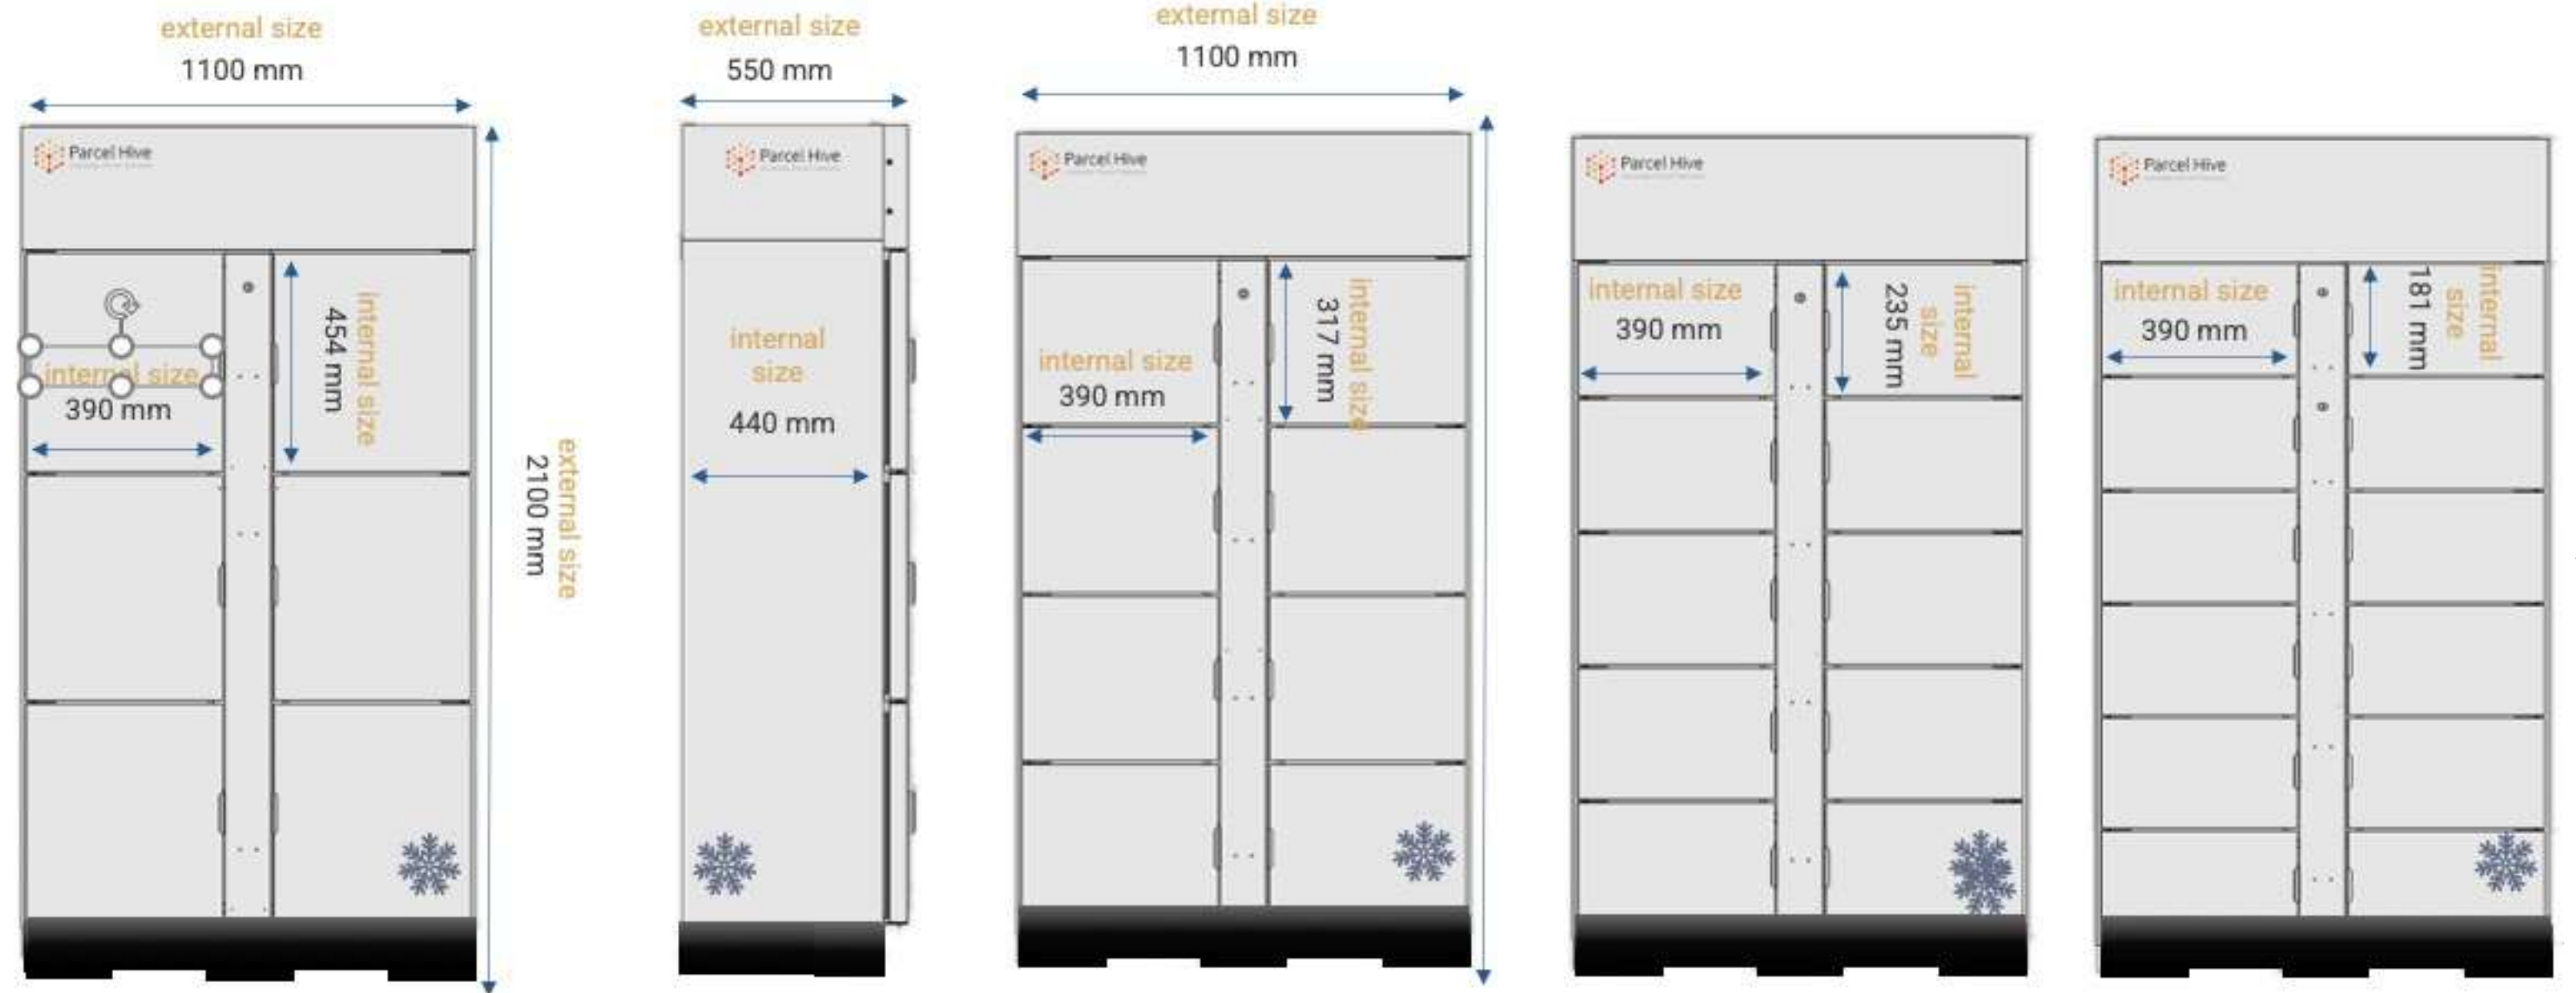 external size
1100 mm
Parcel Hive
internal size
390 mm
internal size
454 mm
external size
2100 mm
external size
550 mm
Parcel Hive
internal
size
440 mm
external size
1100 mm
Parcel Hive
internal size
390 mm
internal size
317 mm
Parcel Hive
internal size
390 mm
internal
size
235 mm
Parcel Hive
internal size
390 mm
internal
size
181 mm